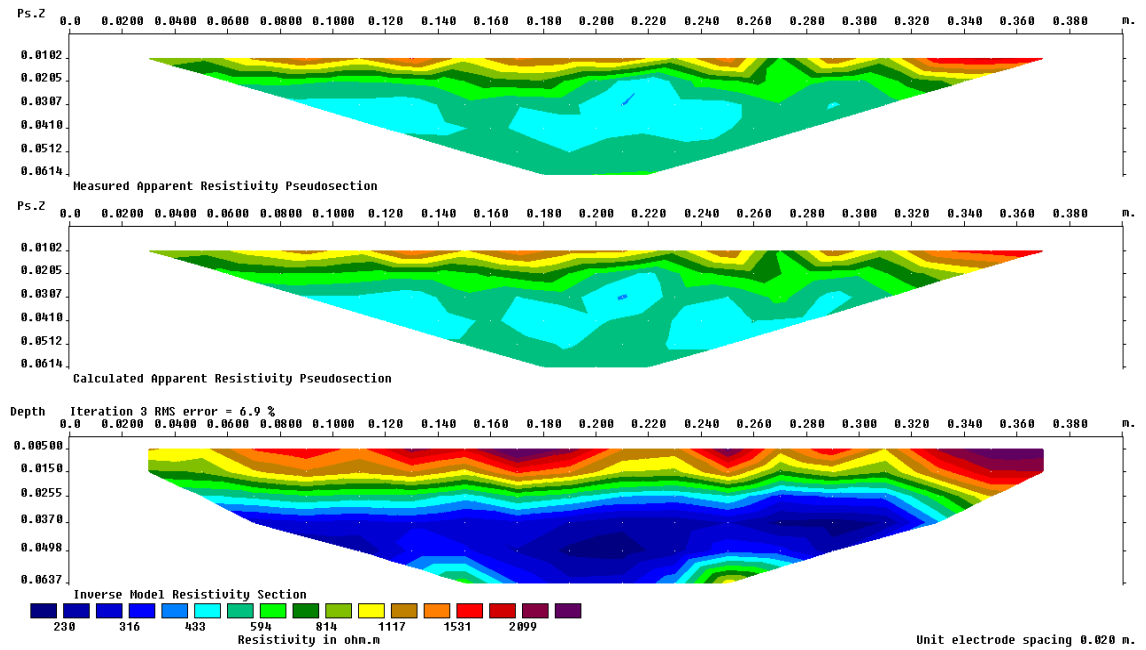 Ps.Z 0.0 0.0200 0.0400 0.0600 0.0800 0.100 0.120 0.140 0.160 0.180 0.200 0.220 0.240 0.260 0.280 0.300 0.320 0.340 0.360 0.380 m.
0.0102
0.0205
0.0307
0.0410
0.0512
0.0614
Measured Apparent Resistivity Pseudosection
Ps.Z 0.0 0.0200 0.0400 0.0600 0.0800 0.100 0.120 0.140 0.160 0.180 0.200 0.220 0.240 0.260 0.280 0.300 0.320 0.340 0.360 0.380 m.
0.0102
0.0205
0.0307
0.0410
0.0512
0.0614
Calculated Apparent Resistivity Pseudosection
Depth Iteration 3 RMS error = 6.9 %
0.0 0.0200 0.0400 0.0600 0.0800 0.100 0.120 0.140 0.160 0.180 0.200 0.220 0.240 0.260 0.280 0.300 0.320 0.340 0.360 0.380 m.
0.00500
0.0150
0.0255
0.0370
0.0498
0.0637
Inverse Model Resistivity Section
230 316 433 594 814 1117 1531 2099
Resistivity in ohm.m
Unit electrode spacing 0.020 m.